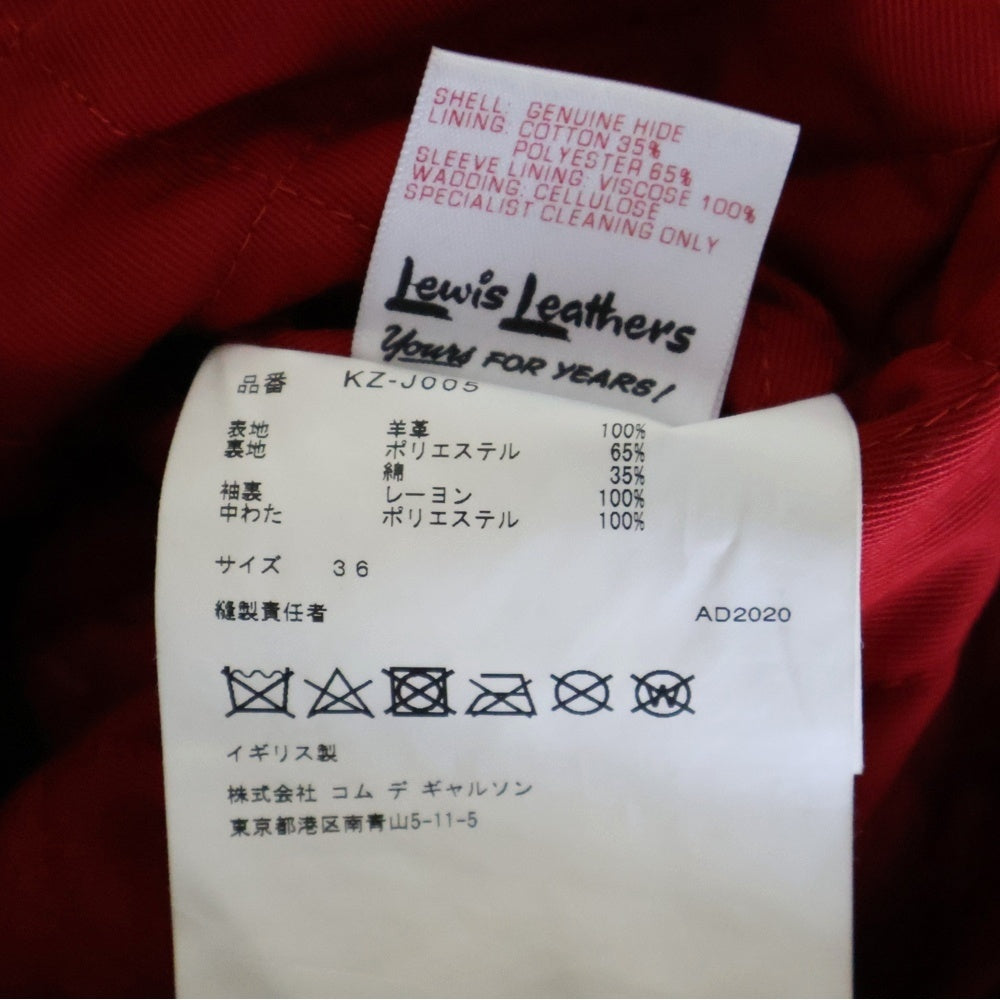 SHELL: GENUINE HIDE
LINING: COTTON 35%
POLYESTER 65%
SLEEVE LINING: VISCOSE 100%
WADDING: CELLULOSE
SPECIALIST CLEANING ONLY
Lewis Leathers
Yours FOR YEARS!
品番 KZ-J005
表地 羊革 100%
裏地 ポリエステル 65%
綿 35%
袖裏 レーヨン 100%
中わた ポリエステル 100%
サイズ 36
縫製責任者 AD2020
W
イギリス製
株式会社 コム デ ギャルソン
東京都港区南青山5-11-5